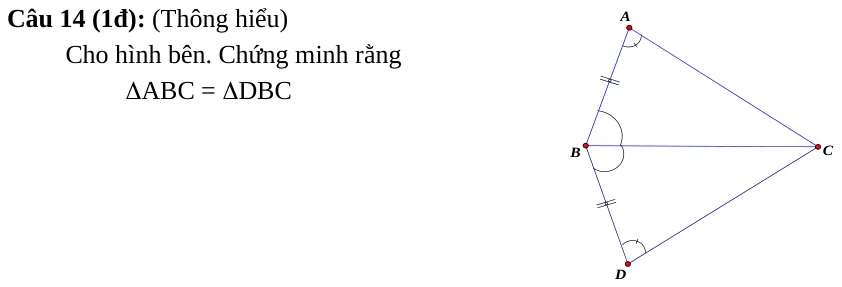 Câu 14 (1đ): (Thông hiểu)
Cho hình bên. Chứng minh rằng
ΔABC = ΔDBC
A
B
C
D